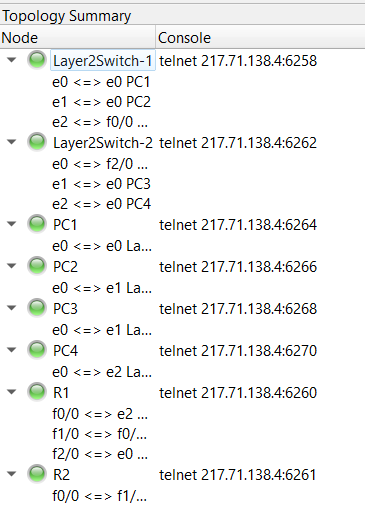 Topology Summary
Node Console
Layer2Switch-1 telnet 217.71.138.4:6258
e0 <=> e0 PC1
e1 <=> e0 PC2
e2 <=> f0/0 ...
Layer2Switch-2 telnet 217.71.138.4:6262
e0 <=> f2/0 ...
e1 <=> e0 PC3
e2 <=> e0 PC4
PC1 telnet 217.71.138.4:6264
e0 <=> e0 La...
PC2 telnet 217.71.138.4:6266
e0 <=> e1 La...
PC3 telnet 217.71.138.4:6268
e0 <=> e1 La...
PC4 telnet 217.71.138.4:6270
e0 <=> e2 La...
R1 telnet 217.71.138.4:6260
f0/0 <=> e2 ...
f1/0 <=> f0/...
f2/0 <=> e0 ...
R2 telnet 217.71.138.4:6261
f0/0 <=> f1/...